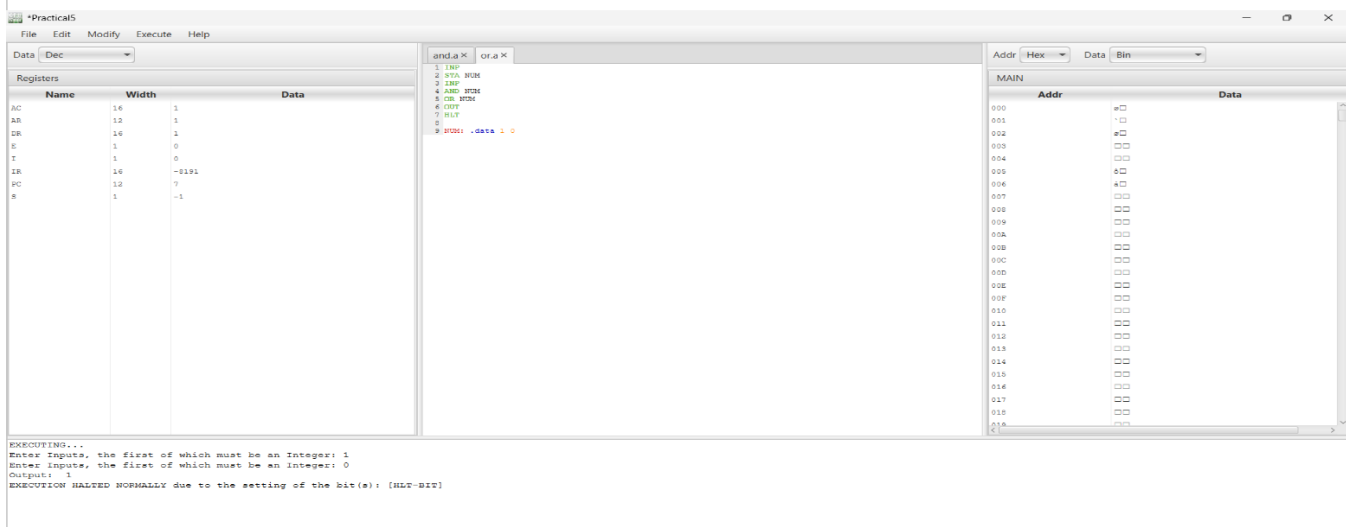 *Practical5
File Edit Modify Execute Help
Data Dec
Registers
Name Width Data
AC 16 1
AR 12 1
DR 16 1
E 1 0
I 1 0
IR 16 -8191
PC 12 7
S 1 -1
and.a × or.a ×
1 INP
2 STA NUM
3 INP
4 AND NUM
5 OR NUM
6 OUT
7 HLT
8
9 NUM: .data 1 0
Addr Hex Data Bin
MAIN
Addr Data
000
001
002
003
004
005
006
007
008
009
00A
00B
00C
00D
00E
00F
010
011
012
013
014
015
016
017
018
EXECUTING...
Enter Inputs, the first of which must be an Integer: 1
Enter Inputs, the first of which must be an Integer: 0
Output: 1
EXECUTION HALTED NORMALLY due to the setting of the bit(s): [HLT-BIT]